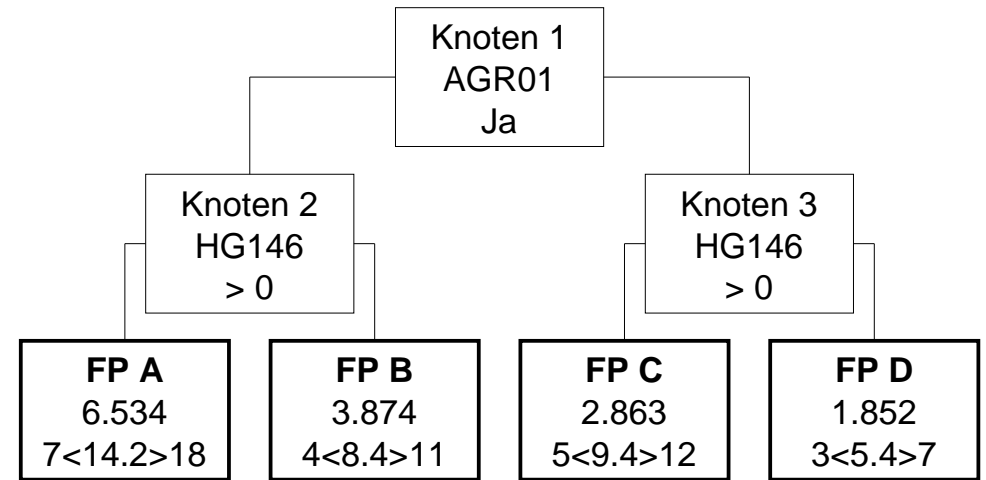 Knoten 1
AGR01
Ja
Knoten 2
HG146
> 0
Knoten 3
HG146
> 0
FP A
6.534
7<14.2>18
FP B
3.874
4<8.4>11
FP C
2.863
5<9.4>12
FP D
1.852
3<5.4>7